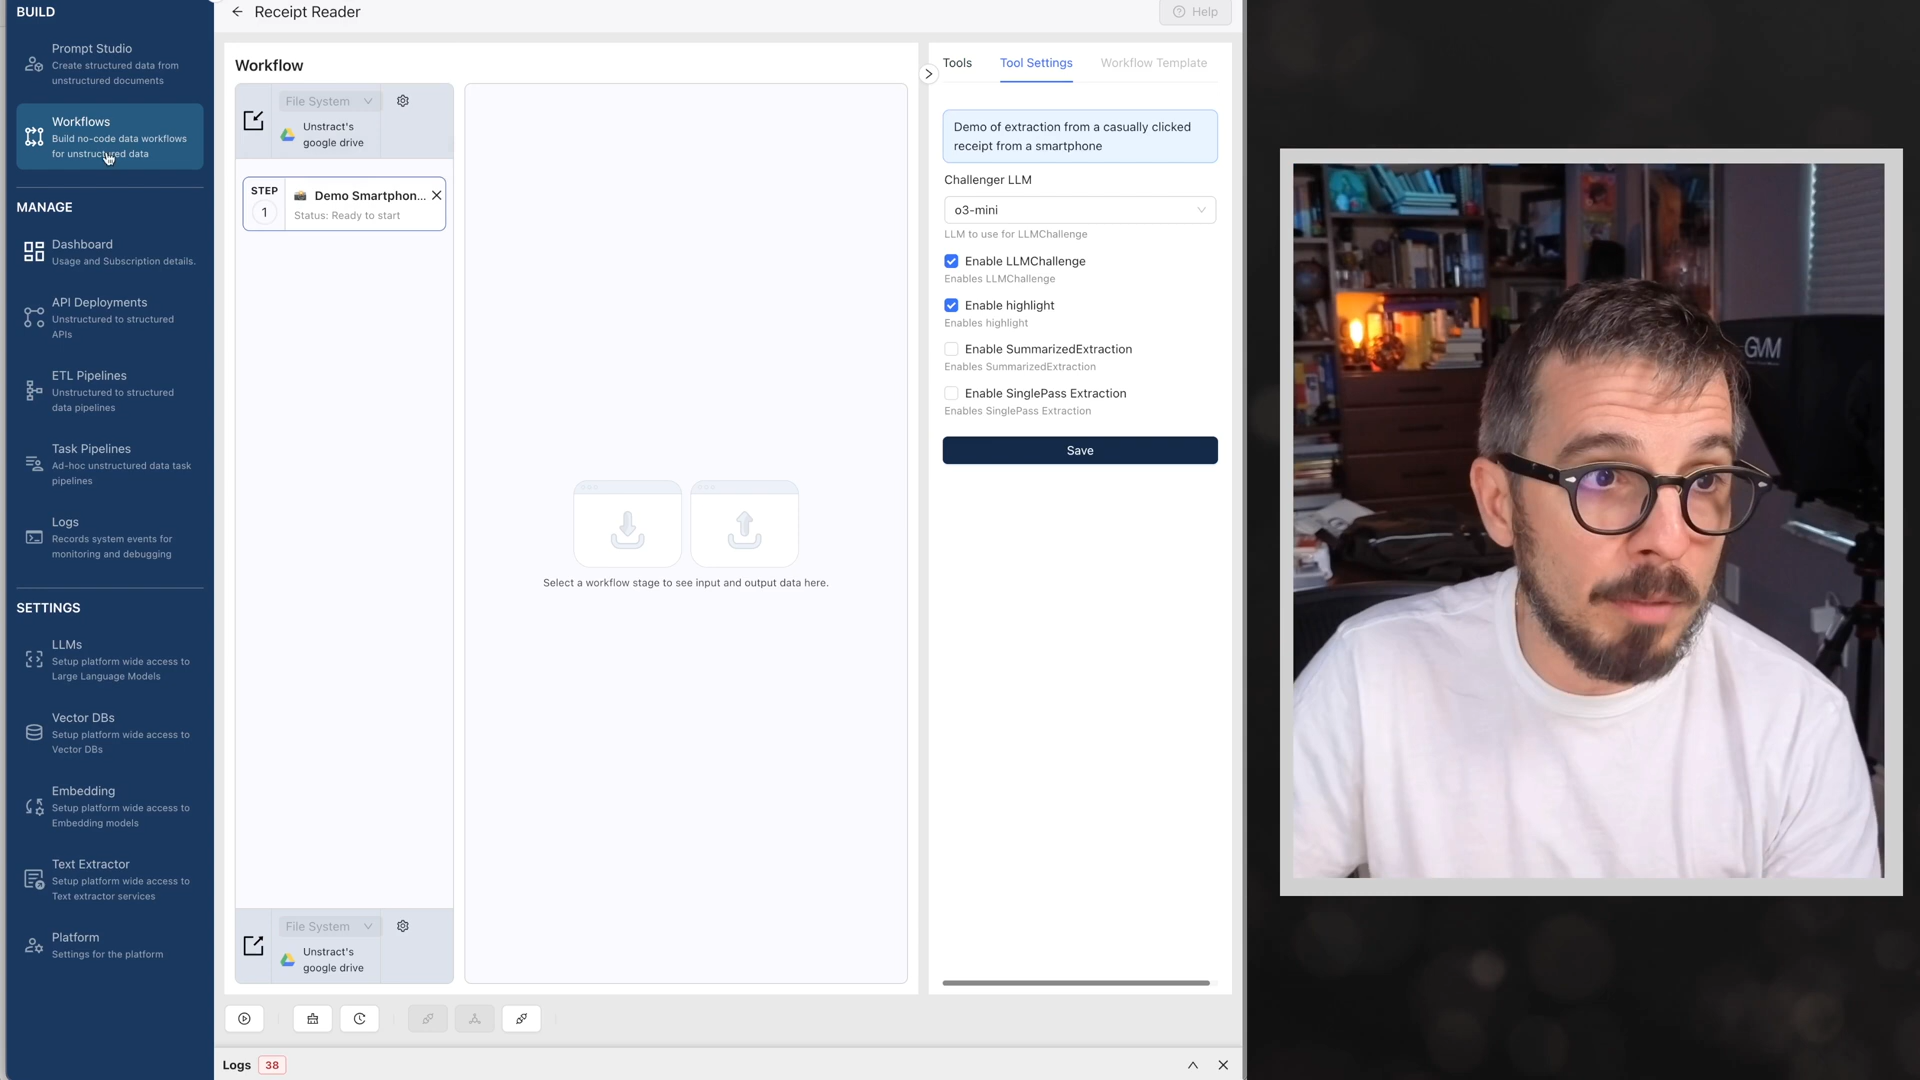 BUILD
Prompt Studio
Create structured data from
unstructured documents
Workflows
Build no-code data workflows
for unstructured data
MANAGE
Dashboard
Usage and Subscription details.
API Deployments
Unstructured to structured
APIs
ETL Pipelines
Unstructured to structured
data pipelines
Task Pipelines
Ad-hoc unstructured data task
pipelines
Logs
Records system events for
monitoring and debugging
SETTINGS
LLMs
Setup platform wide access to
Large Language Models
Vector DBs
Setup platform wide access to
Vector DBs
Embedding
Setup platform wide access to
Embedding models
Text Extractor
Setup platform wide access to
Text extractor services
Platform
Settings for the platform
Receipt Reader
Help
Workflow
File System
Unstract's
google drive
STEP
1
Demo Smartphon...
Status: Ready to start
Select a workflow stage to see input and output data here.
File System
Unstract's
google drive
Tools
Tool Settings
Workflow Template
Demo of extraction from a casually clicked
receipt from a smartphone
Challenger LLM
o3-mini
LLM to use for LLMChallenge
Enable LLMChallenge
Enables LLMChallenge
Enable highlight
Enables highlight
Enable SummarizedExtraction
Enables SummarizedExtraction
Enable SinglePass Extraction
Enables SinglePass Extraction
Save
Logs 38
GVM